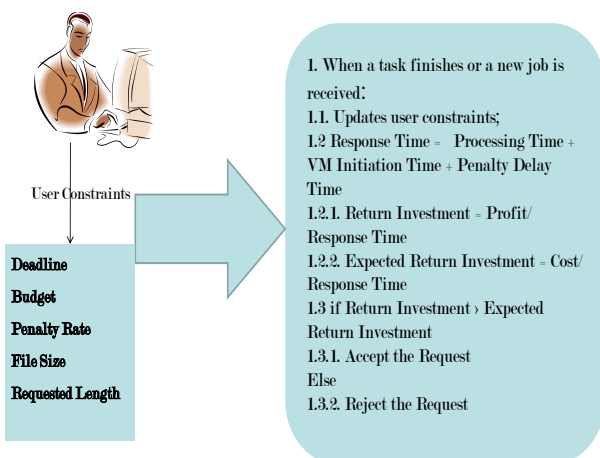 User Constraints
Deadline
Budget
Penalty Rate
File Size
Requested Length
1. When a task finishes or a new job is
received:
1.1. Updates user constraints;
1.2 Response Time = Processing Time +
VM Initiation Time + Penalty Delay
Time
1.2.1. Return Investment = Profit/
Response Time
1.2.2. Expected Return Investment = Cost/
Response Time
1.3 if Return Investment > Expected
Return Investment
1.3.1. Accept the Request
Else
1.3.2. Reject the Request